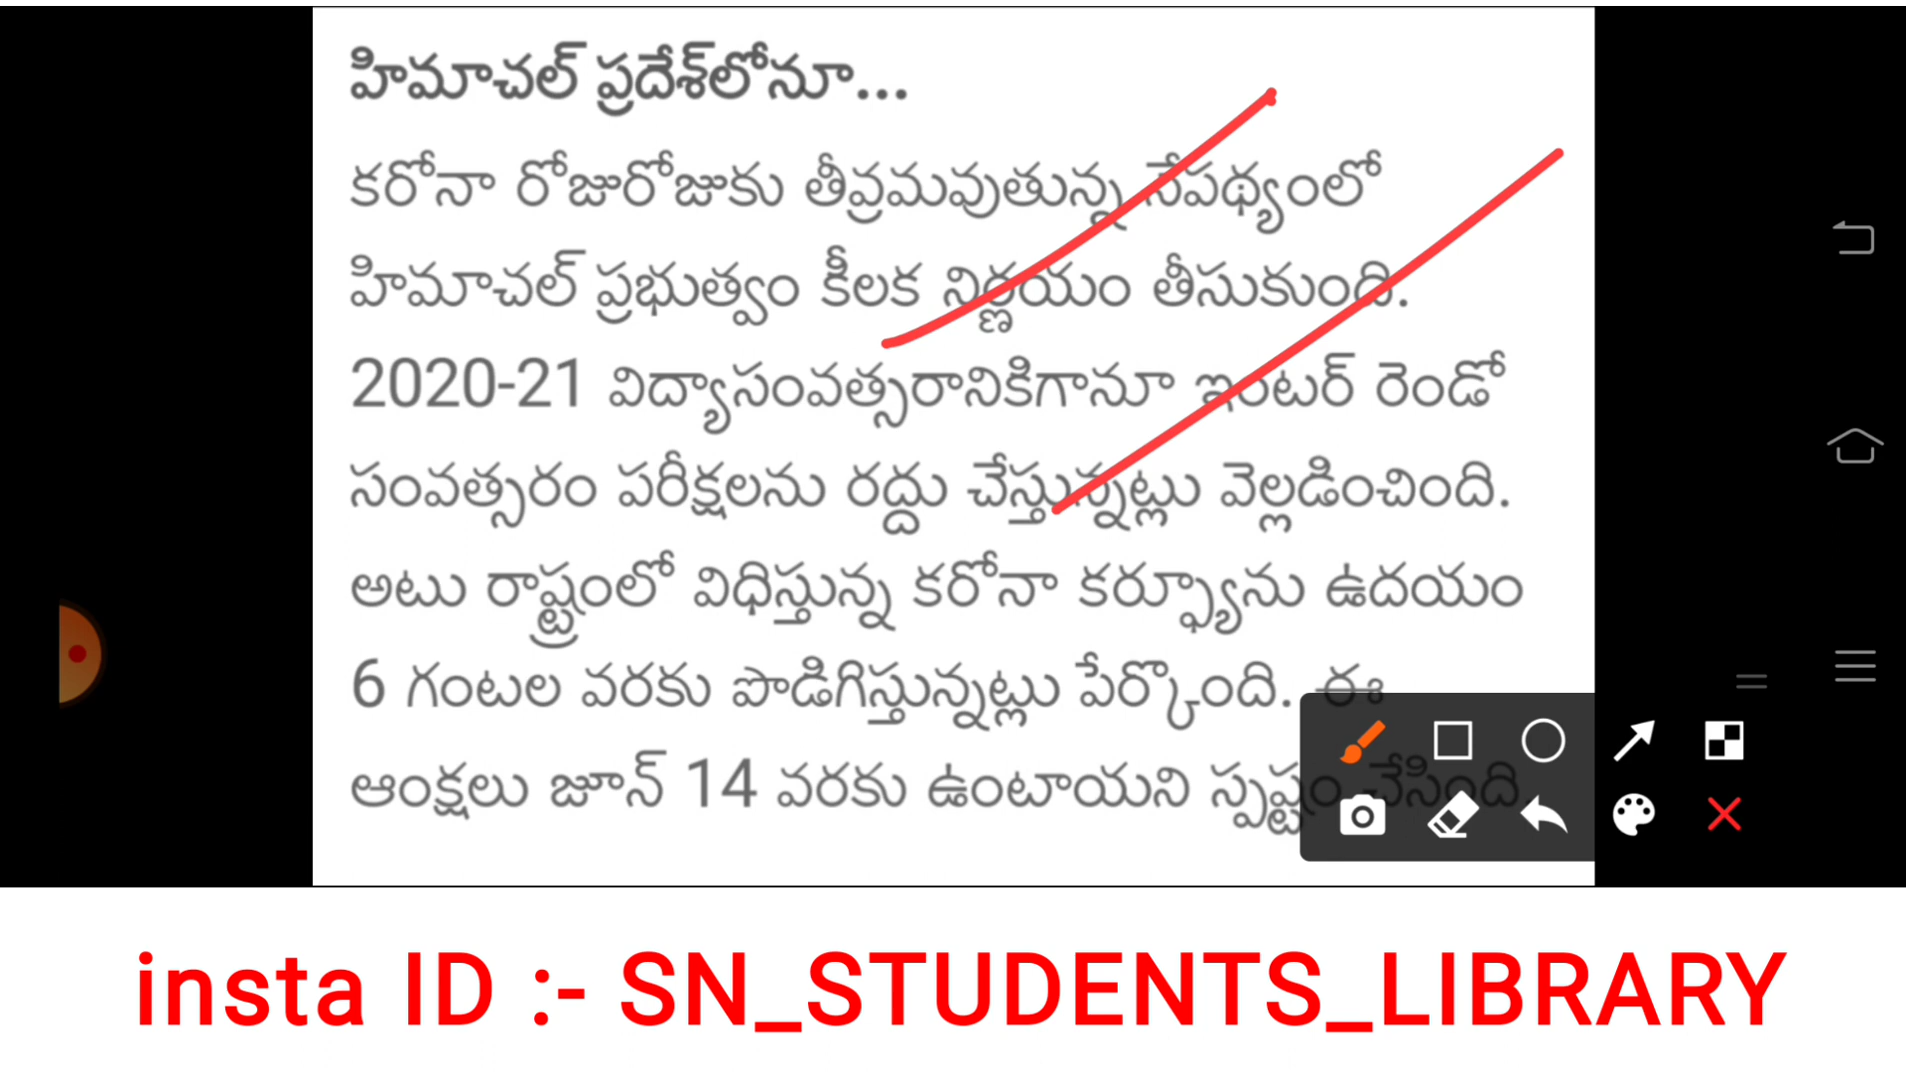 హిమాచల్ ప్రదేశ్‌లోనూ...
కరోనా రోజురోజుకు తీవ్రమవుతున్న నేపథ్యంలో
హిమాచల్ ప్రభుత్వం కీలక నిర్ణయం తీసుకుంది.
2020-21 విద్యాసంవత్సరానికిగానూ ఇంటర్ రెండో
సంవత్సరం పరీక్షలను రద్దు చేస్తున్నట్లు వెల్లడించింది.
అటు రాష్ట్రంలో విధిస్తున్న కరోనా కర్ఫ్యూను ఉదయం
6 గంటల వరకు పొడిగిస్తున్నట్లు పేర్కొంది. ఈ
ఆంక్షలు జూన్ 14 వరకు ఉంటాయని స్పష్టం చేసింది
insta ID :- SN_STUDENTS_LIBRARY